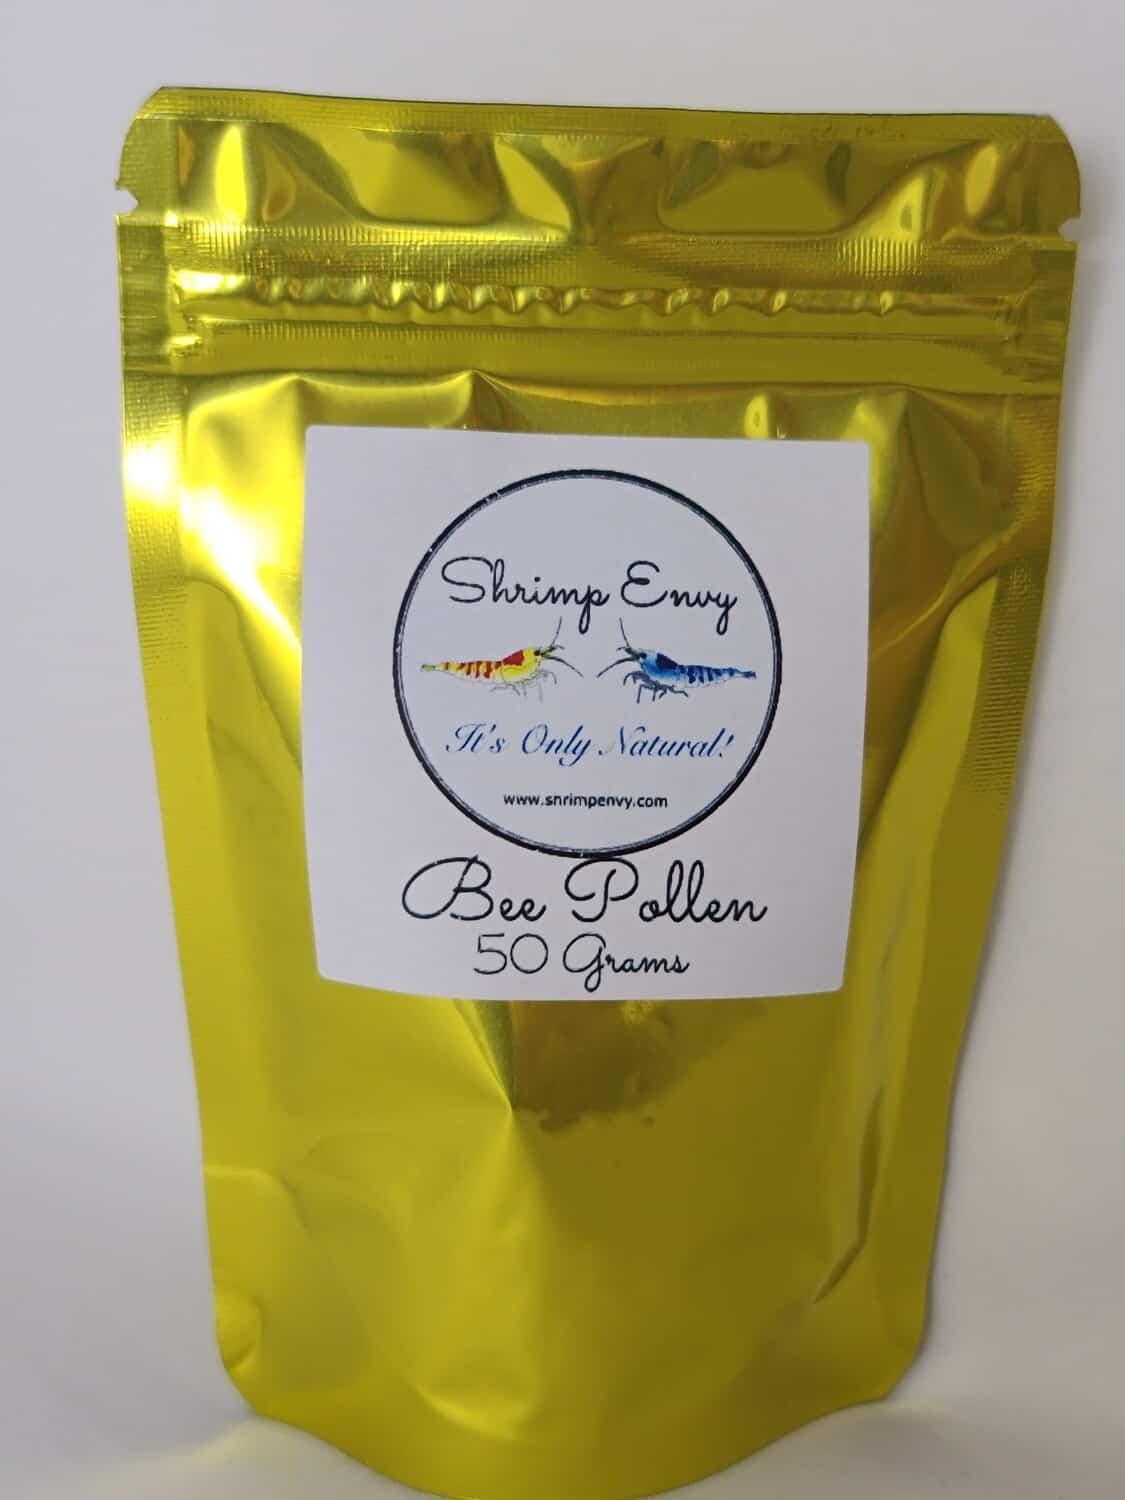 Shrimp Envy
It's Only Natural!
www.shrimpenvy.com
Bee Pollen
50 Grams